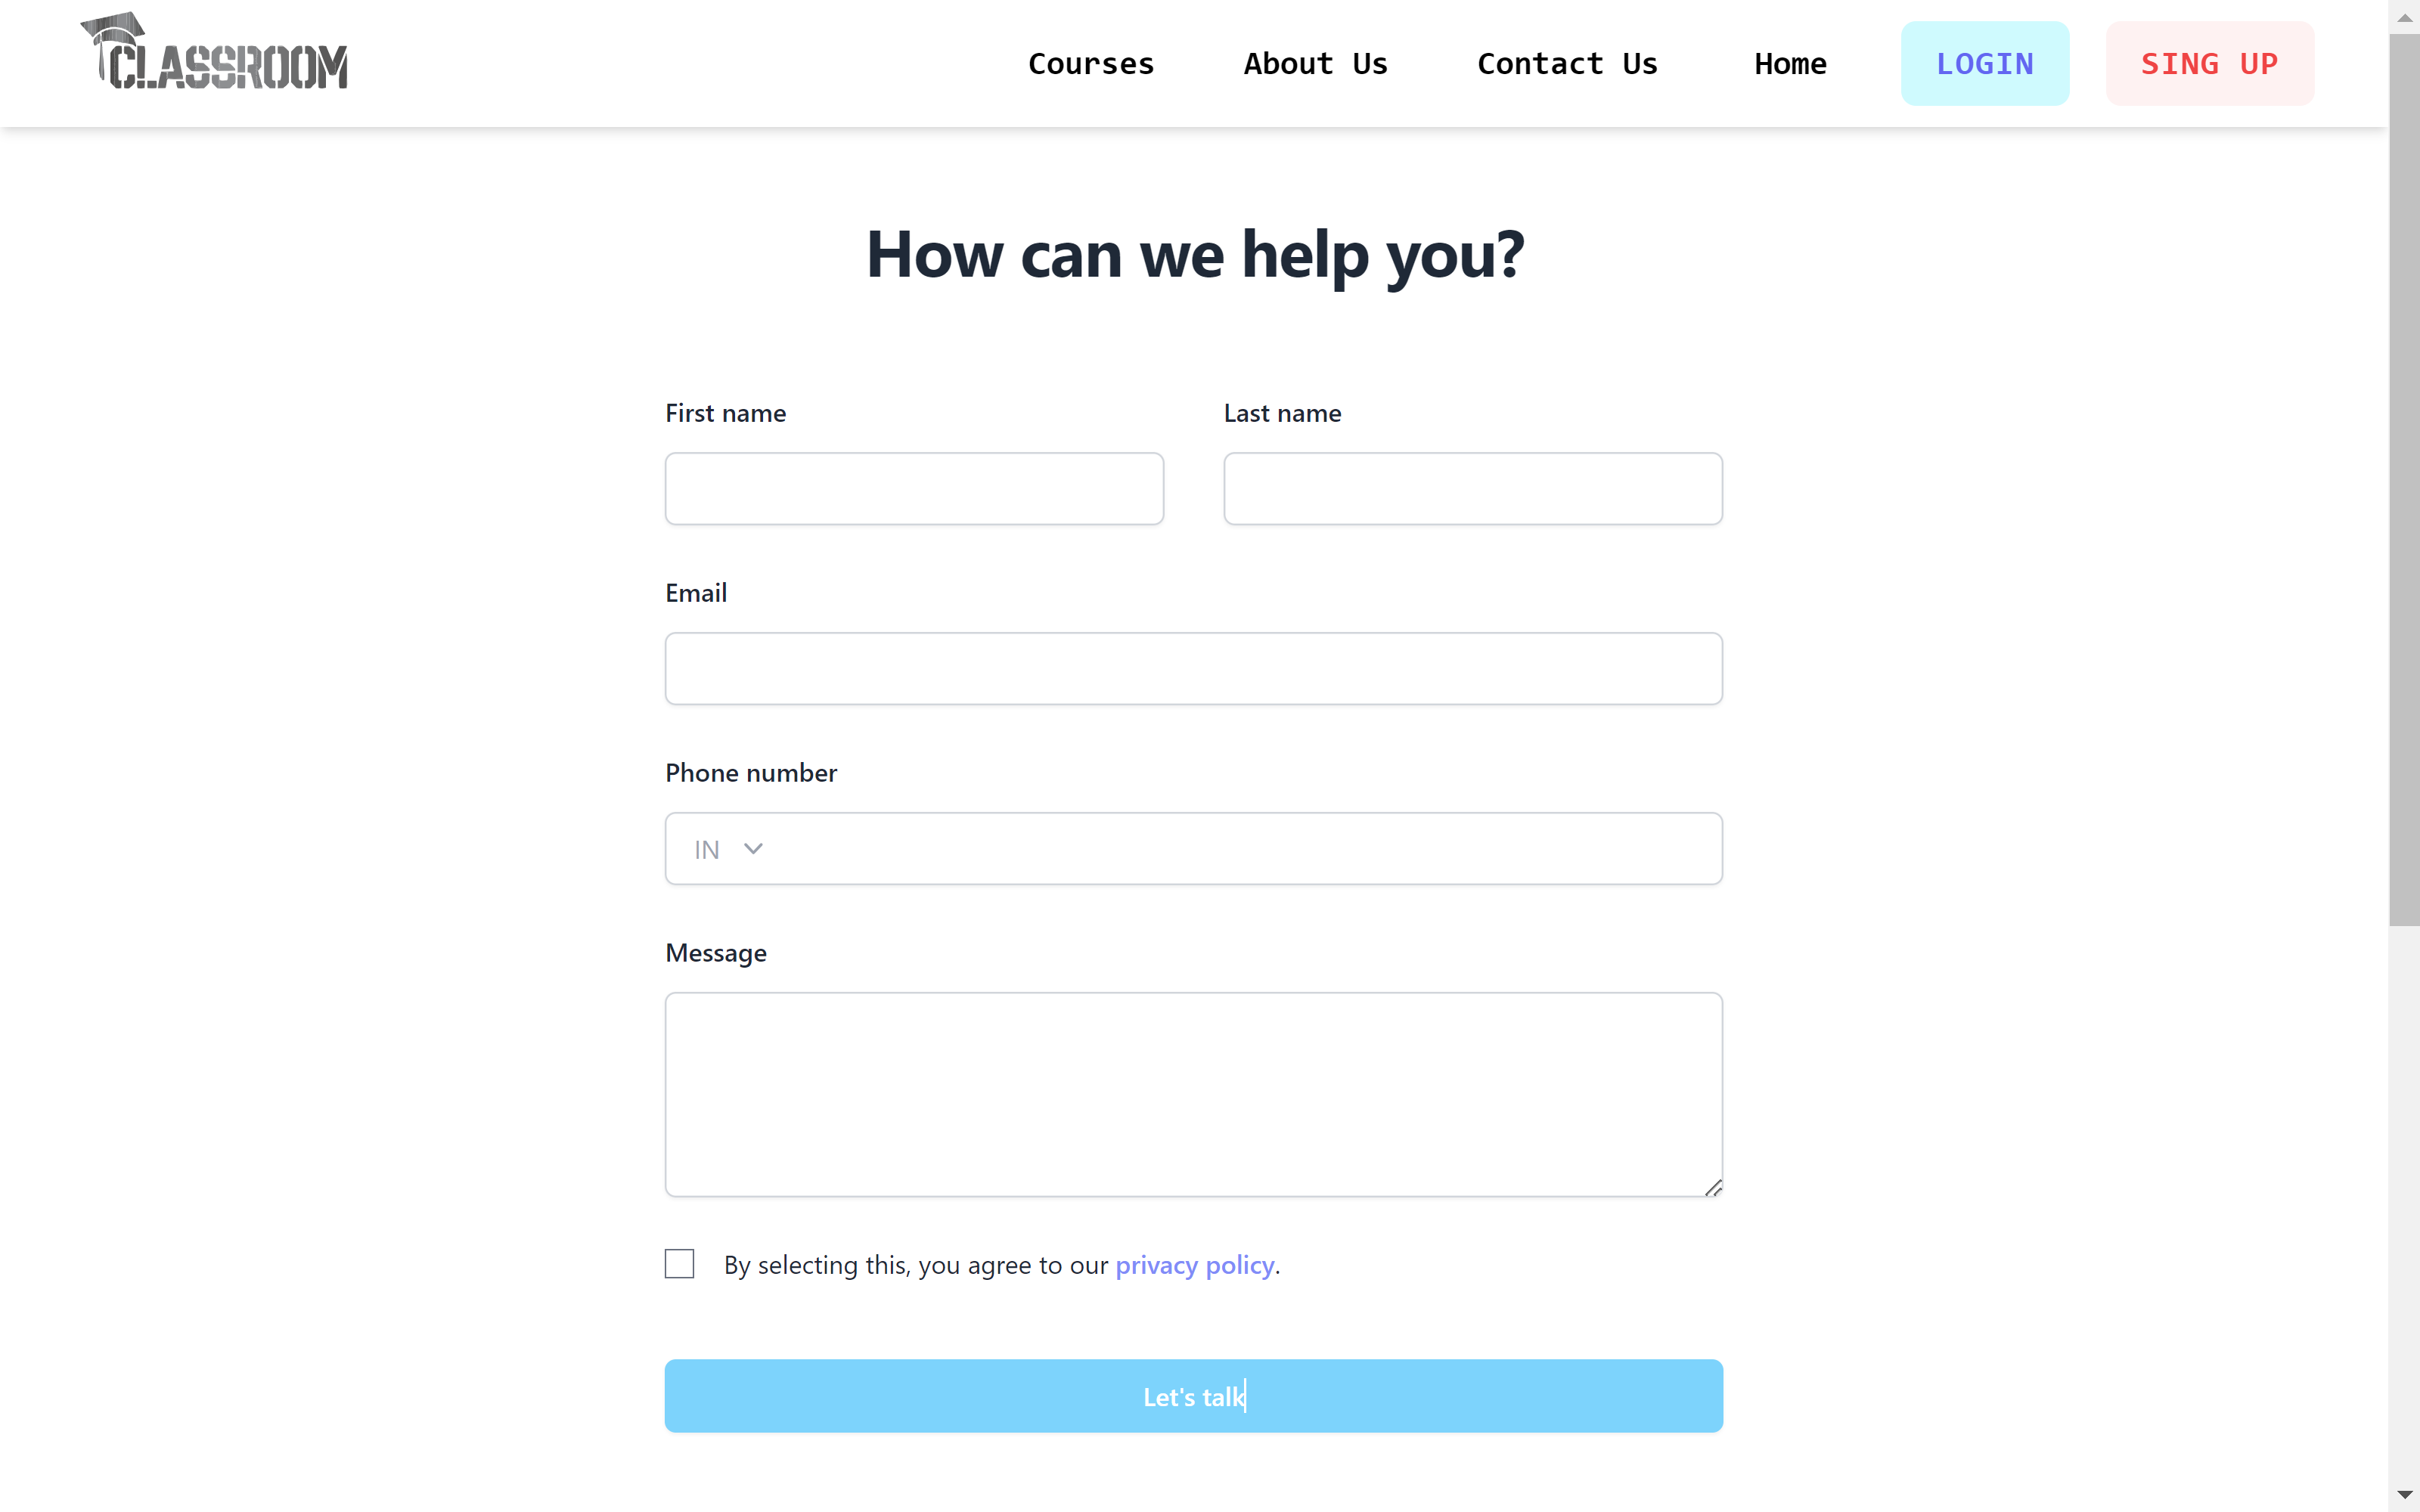 CLASSROOM
Courses About Us Contact Us Home LOGIN SING UP
How can we help you?
First name Last name
Email
Phone number
IN
Message
By selecting this, you agree to our privacy policy.
Let's talk